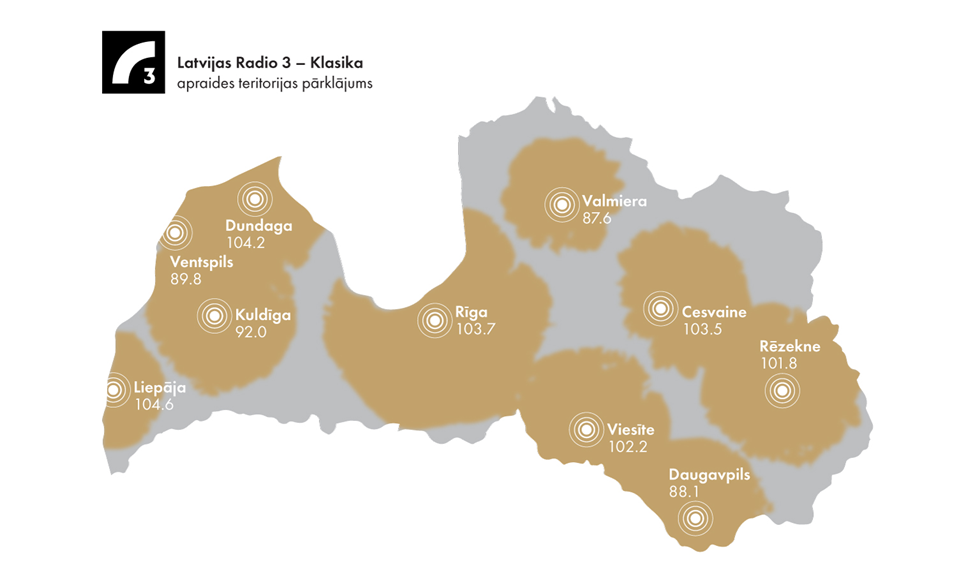 3
Latvijas Radio 3 – Klasika
apraides teritorijas pārklājums
Dundaga
104.2
Ventspils
89.8
Kuldīga
92.0
Liepāja
104.6
Rīga
103.7
Valmiera
87.6
Cesvaine
103.5
Rēzekne
101.8
Viesīte
102.2
Daugavpils
88.1